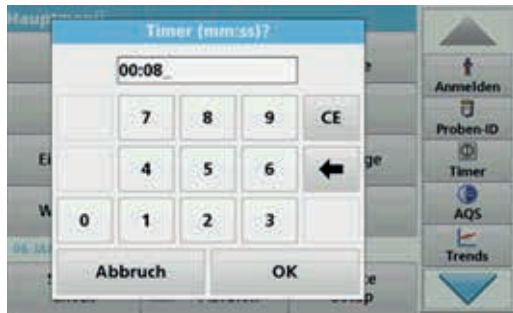 Hauptmenü
Timer (mm:ss)?
00:08_
7 8 9 CE
4 5 6
0 1 2 3
Abbruch OK
Anmelden
Proben-ID
Timer
AQS
Trends